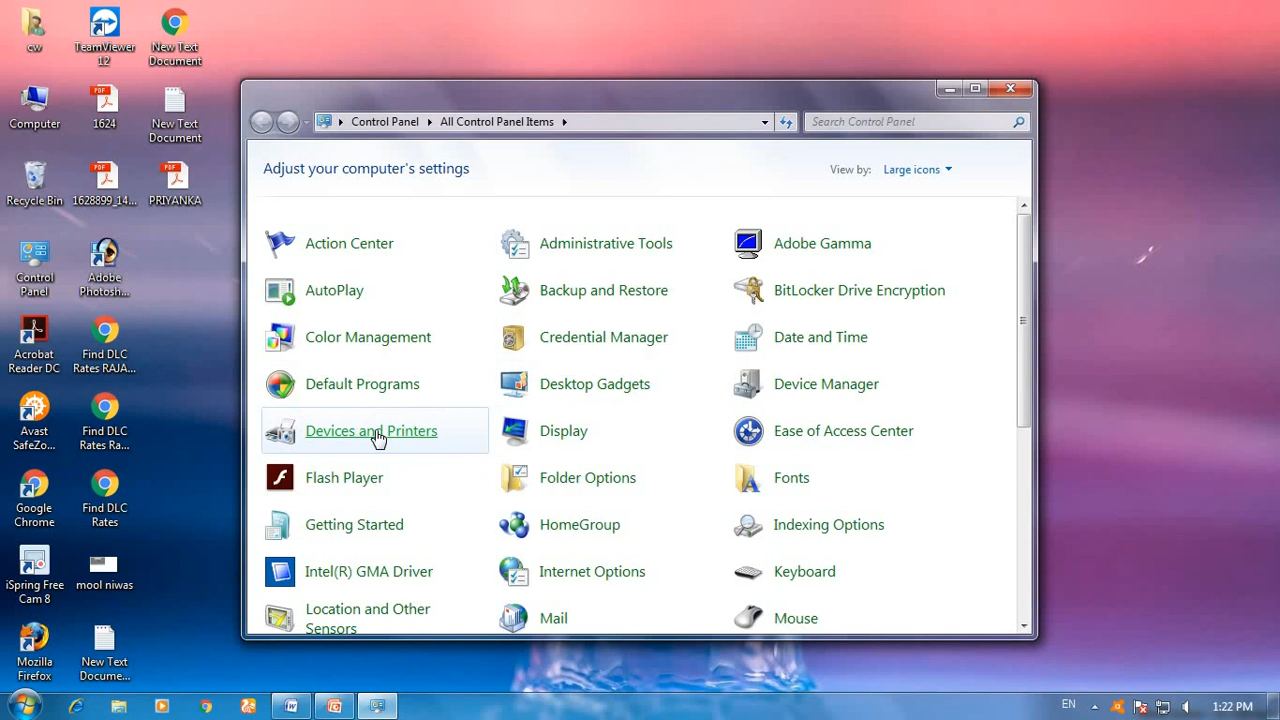 cw
TeamViewer
12
New Text
Document
Computer
1624
New Text
Document
Recycle Bin
1628899_14...
PRIYANKA
Control
Panel
Adobe
Photosh...
Acrobat
Reader DC
Find DLC
Rates RAJA...
Avast
SafeZo...
Find DLC
Rates Ra...
Google
Chrome
Find DLC
Rates
iSpring Free
Cam 8
mool niwas
Mozilla
Firefox
New Text
Docume...
Control Panel
All Control Panel Items
Search Control Panel
Adjust your computer's settings
View by:
Large icons
Action Center
Administrative Tools
Adobe Gamma
AutoPlay
Backup and Restore
BitLocker Drive Encryption
Color Management
Credential Manager
Date and Time
Default Programs
Desktop Gadgets
Device Manager
Devices and Printers
Display
Ease of Access Center
Flash Player
Folder Options
Fonts
Getting Started
HomeGroup
Indexing Options
Intel(R) GMA Driver
Internet Options
Keyboard
Location and Other
Sensors
Mail
Mouse
EN
1:22 PM